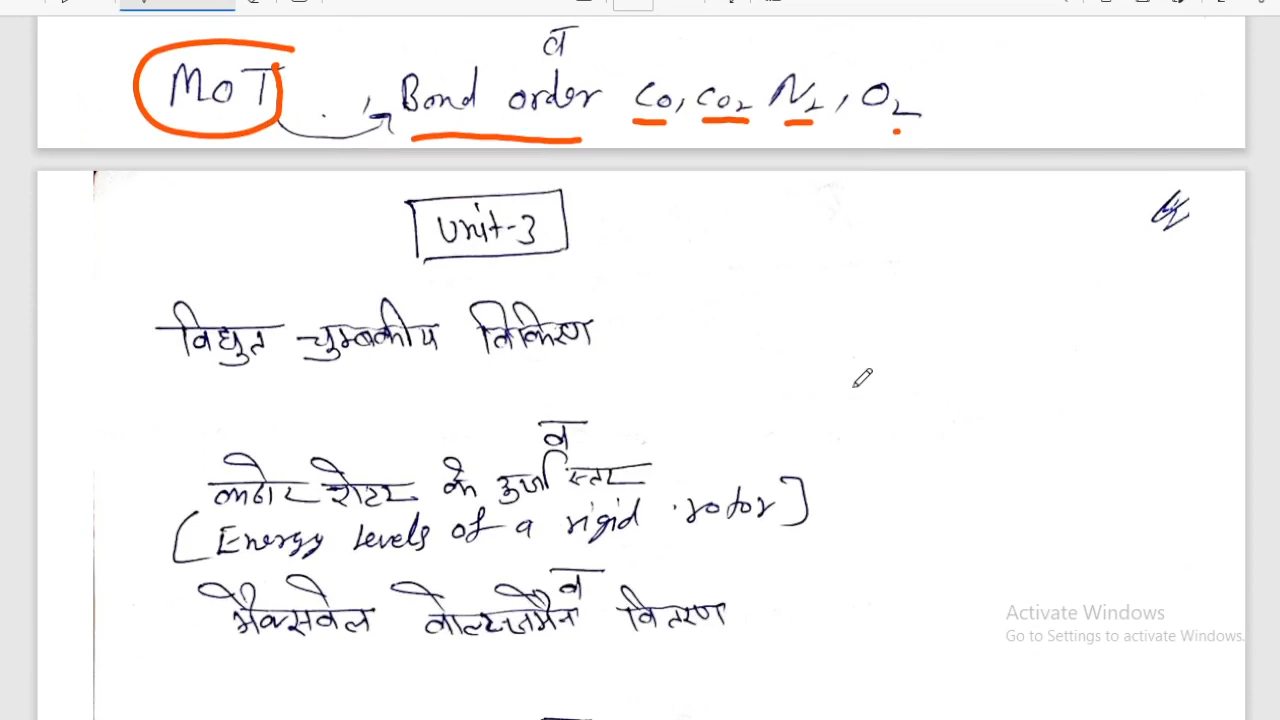 व
MOT , Bond order CO, CO2 N2, O2
Unit-3
विद्युत चुम्बकीय विकिरण
व
कठोर रोटर के ऊर्जा स्तर
(Energy levels of a rigid rotor]
व
मैक्सवेल वोल्टजमैन वितरण
Activate Windows
Go to Settings to activate Windows.